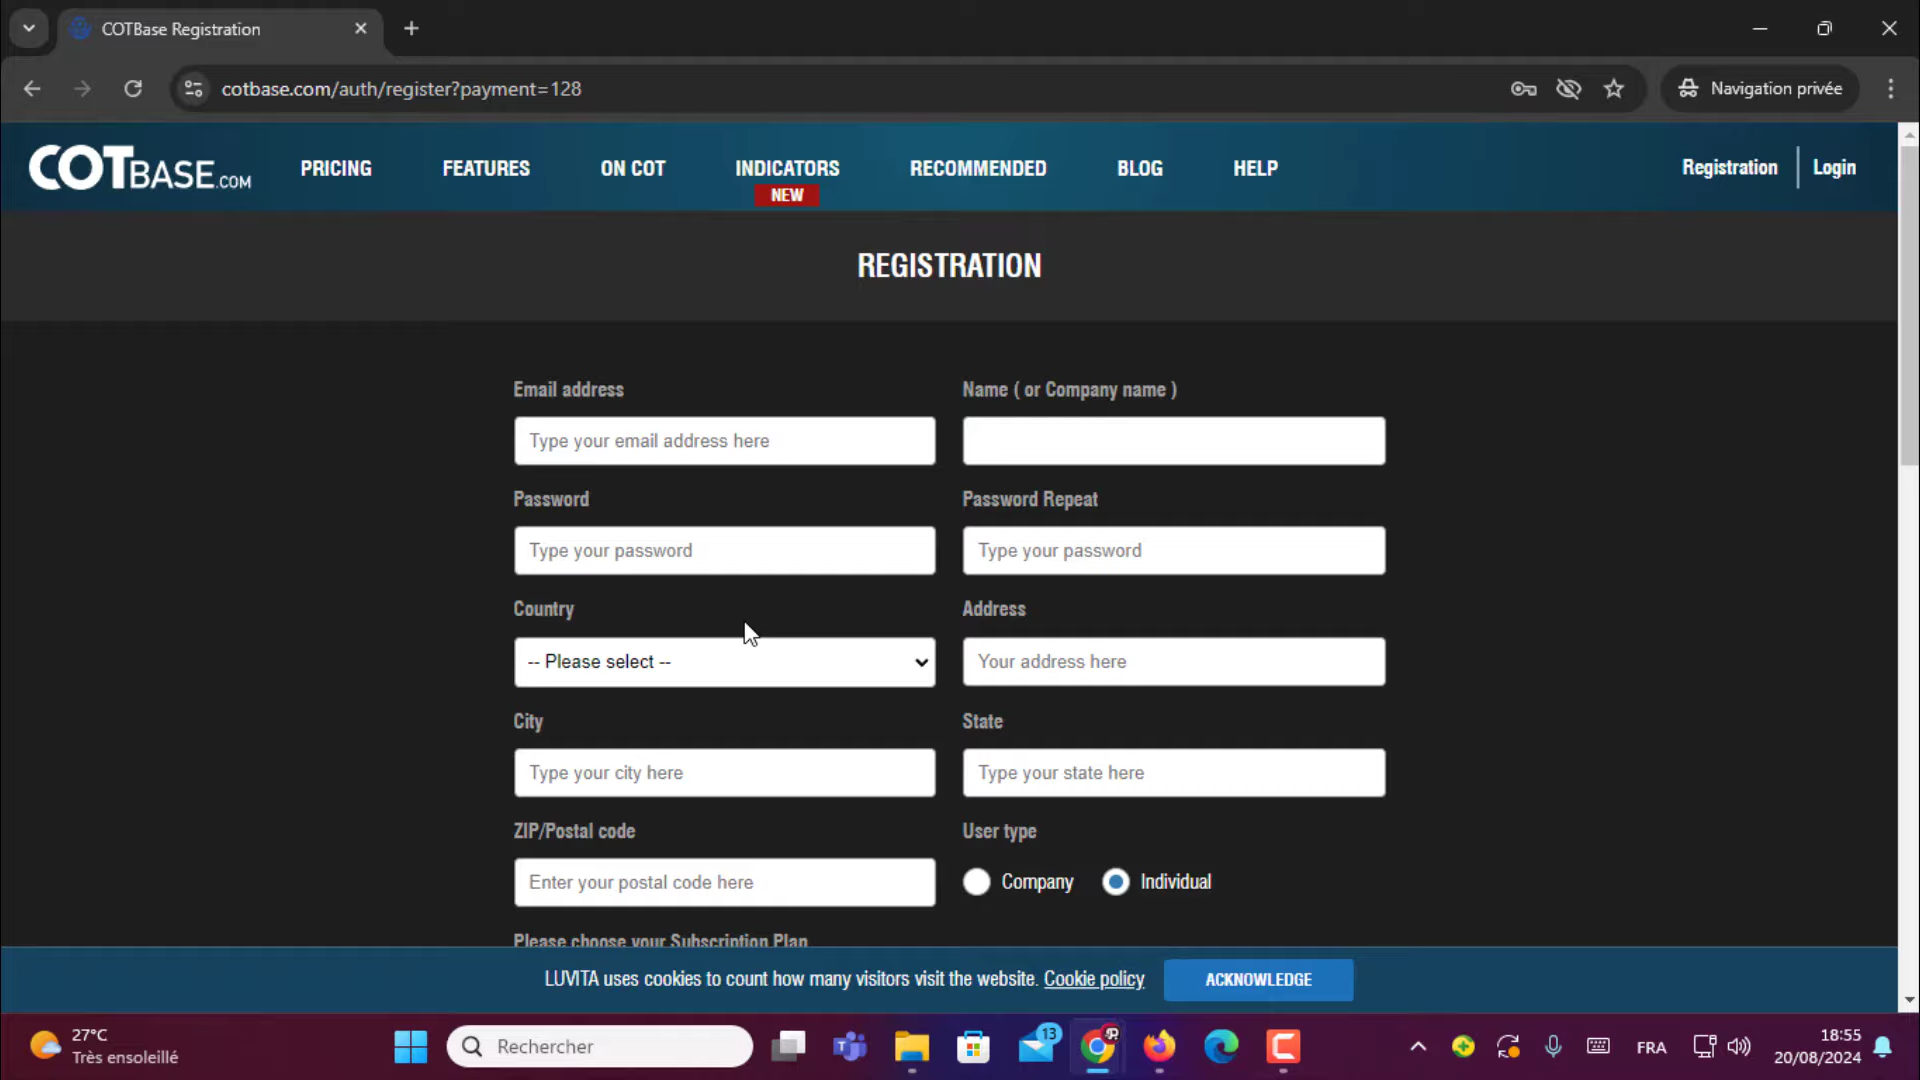 COTBase Registration
cotbase.com/auth/register?payment=128
Navigation privée
COTBASE.COM
PRICING
FEATURES
ON COT
INDICATORS
NEW
RECOMMENDED
BLOG
HELP
Registration
Login
REGISTRATION
Email address
Name ( or Company name )
Type your email address here
Password
Password Repeat
Type your password
Type your password
Country
Address
-- Please select --
Your address here
City
State
Type your city here
Type your state here
ZIP/Postal code
User type
Enter your postal code here
Company
Individual
Please choose your Subscription Plan
LUVITA uses cookies to count how many visitors visit the website. Cookie policy
ACKNOWLEDGE
27°C
Très ensoleillé
Rechercher
13
FRA
18:55
20/08/2024